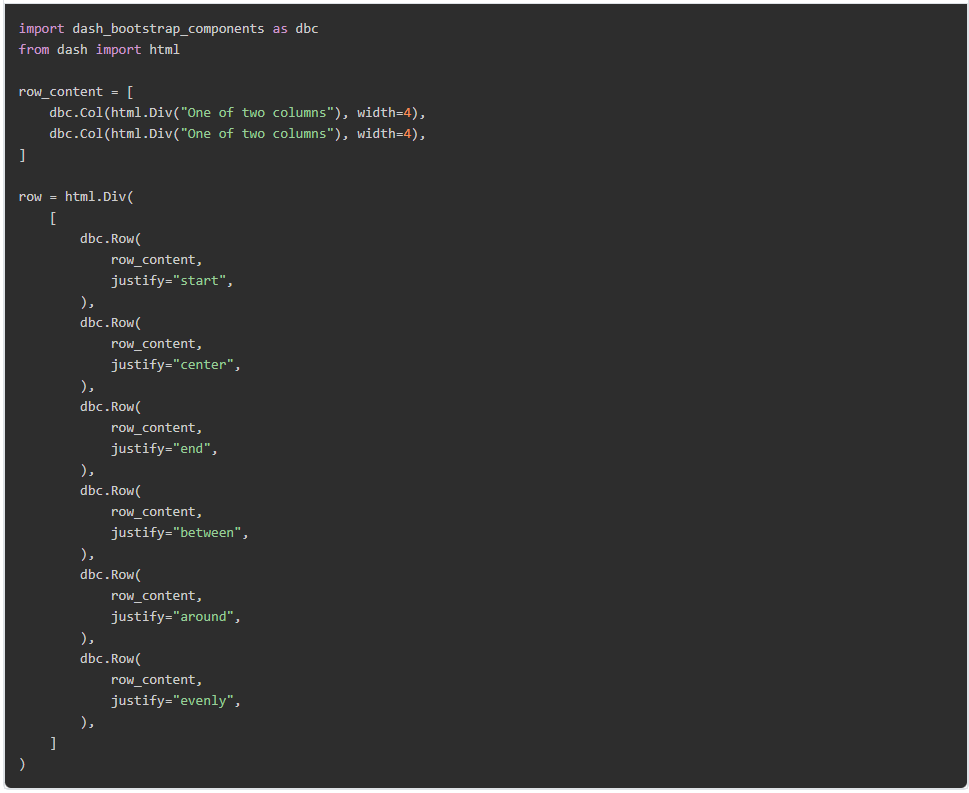 import dash_bootstrap_components as dbc
from dash import html

row_content = [
    dbc.Col(html.Div("One of two columns"), width=4),
    dbc.Col(html.Div("One of two columns"), width=4),
]

row = html.Div(
    [
        dbc.Row(
            row_content,
            justify="start",
        ),
        dbc.Row(
            row_content,
            justify="center",
        ),
        dbc.Row(
            row_content,
            justify="end",
        ),
        dbc.Row(
            row_content,
            justify="between",
        ),
        dbc.Row(
            row_content,
            justify="around",
        ),
        dbc.Row(
            row_content,
            justify="evenly",
        ),
    ]
)